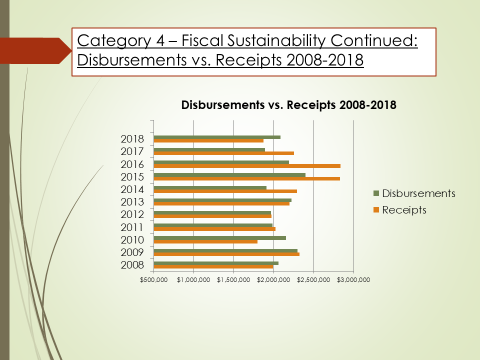 Category 4 – Fiscal Sustainability Continued:
Disbursements vs. Receipts 2008-2018
Disbursements vs. Receipts 2008-2018
2018
2017
2016
2015
2014
2013
2012
2011
2010
2009
2008
Disbursements
Receipts
$500,000 $1,000,000 $1,500,000 $2,000,000 $2,500,000 $3,000,000